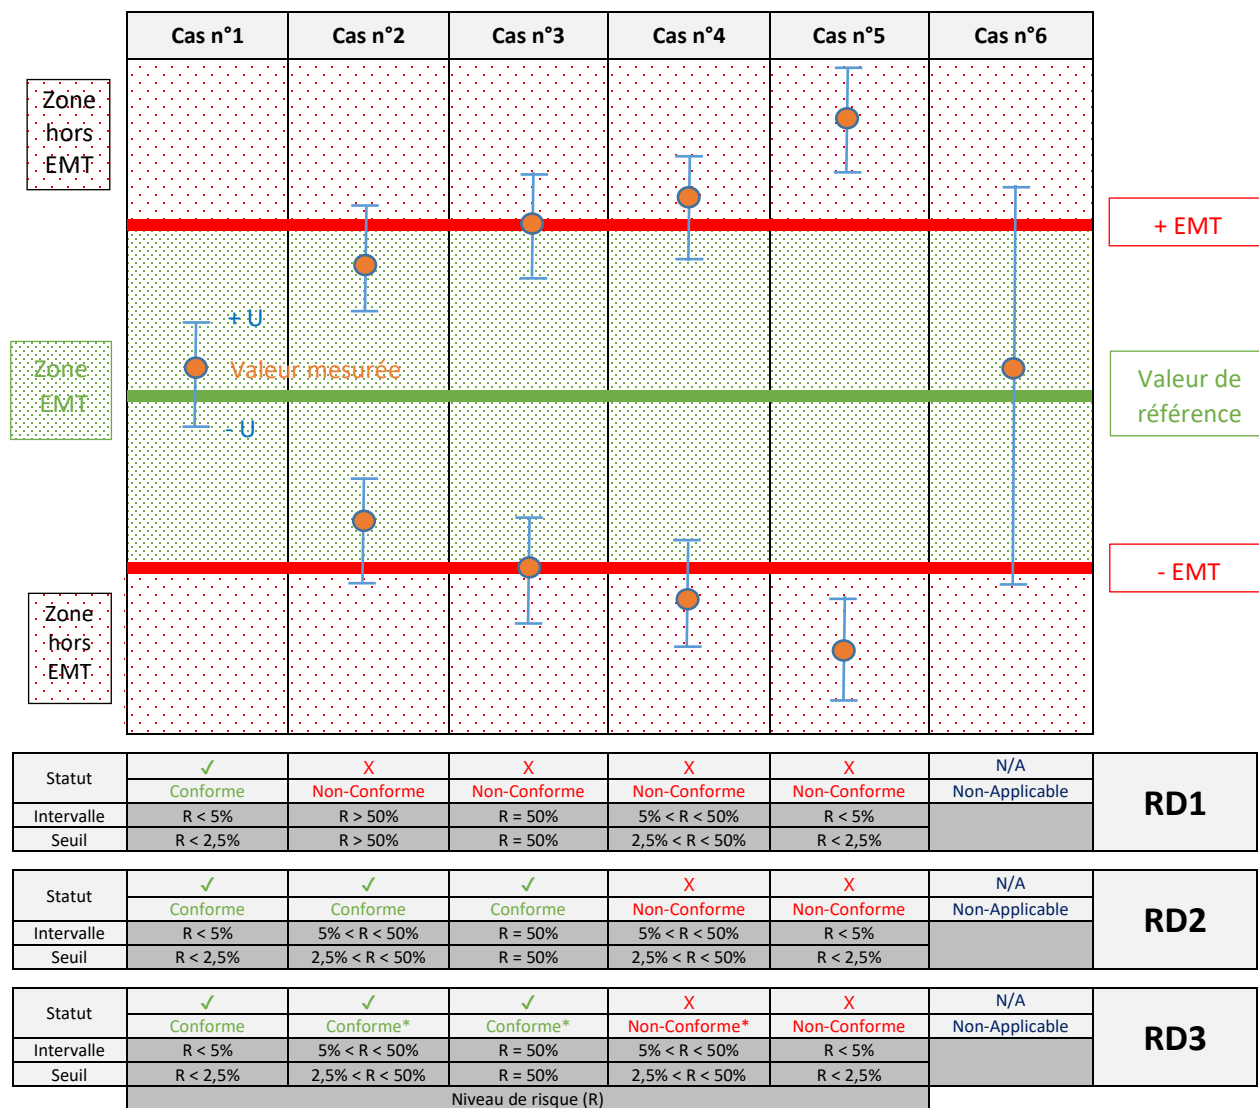 Cas n°1 Cas n°2 Cas n°3 Cas n°4 Cas n°5 Cas n°6
Zone
hors
EMT
+ EMT
+ U
Valeur mesurée
- U
Zone
EMT
Valeur de
référence
- EMT
Zone
hors
EMT
Statut ✓ X X X X N/A RD1
Conforme Non-Conforme Non-Conforme Non-Conforme Non-Conforme Non-Applicable
Intervalle R < 5% R > 50% R = 50% 5% < R < 50% R < 5%
Seuil R < 2,5% R > 50% R = 50% 2,5% < R < 50% R < 2,5%
Statut ✓ ✓ ✓ X X N/A RD2
Conforme Conforme Conforme Non-Conforme Non-Conforme Non-Applicable
Intervalle R < 5% 5% < R < 50% R = 50% 5% < R < 50% R < 5%
Seuil R < 2,5% 2,5% < R < 50% R = 50% 2,5% < R < 50% R < 2,5%
Statut ✓ ✓ ✓ X X N/A RD3
Conforme Conforme* Conforme* Non-Conforme* Non-Conforme Non-Applicable
Intervalle R < 5% 5% < R < 50% R = 50% 5% < R < 50% R < 5%
Seuil R < 2,5% 2,5% < R < 50% R = 50% 2,5% < R < 50% R < 2,5%
Niveau de risque (R)